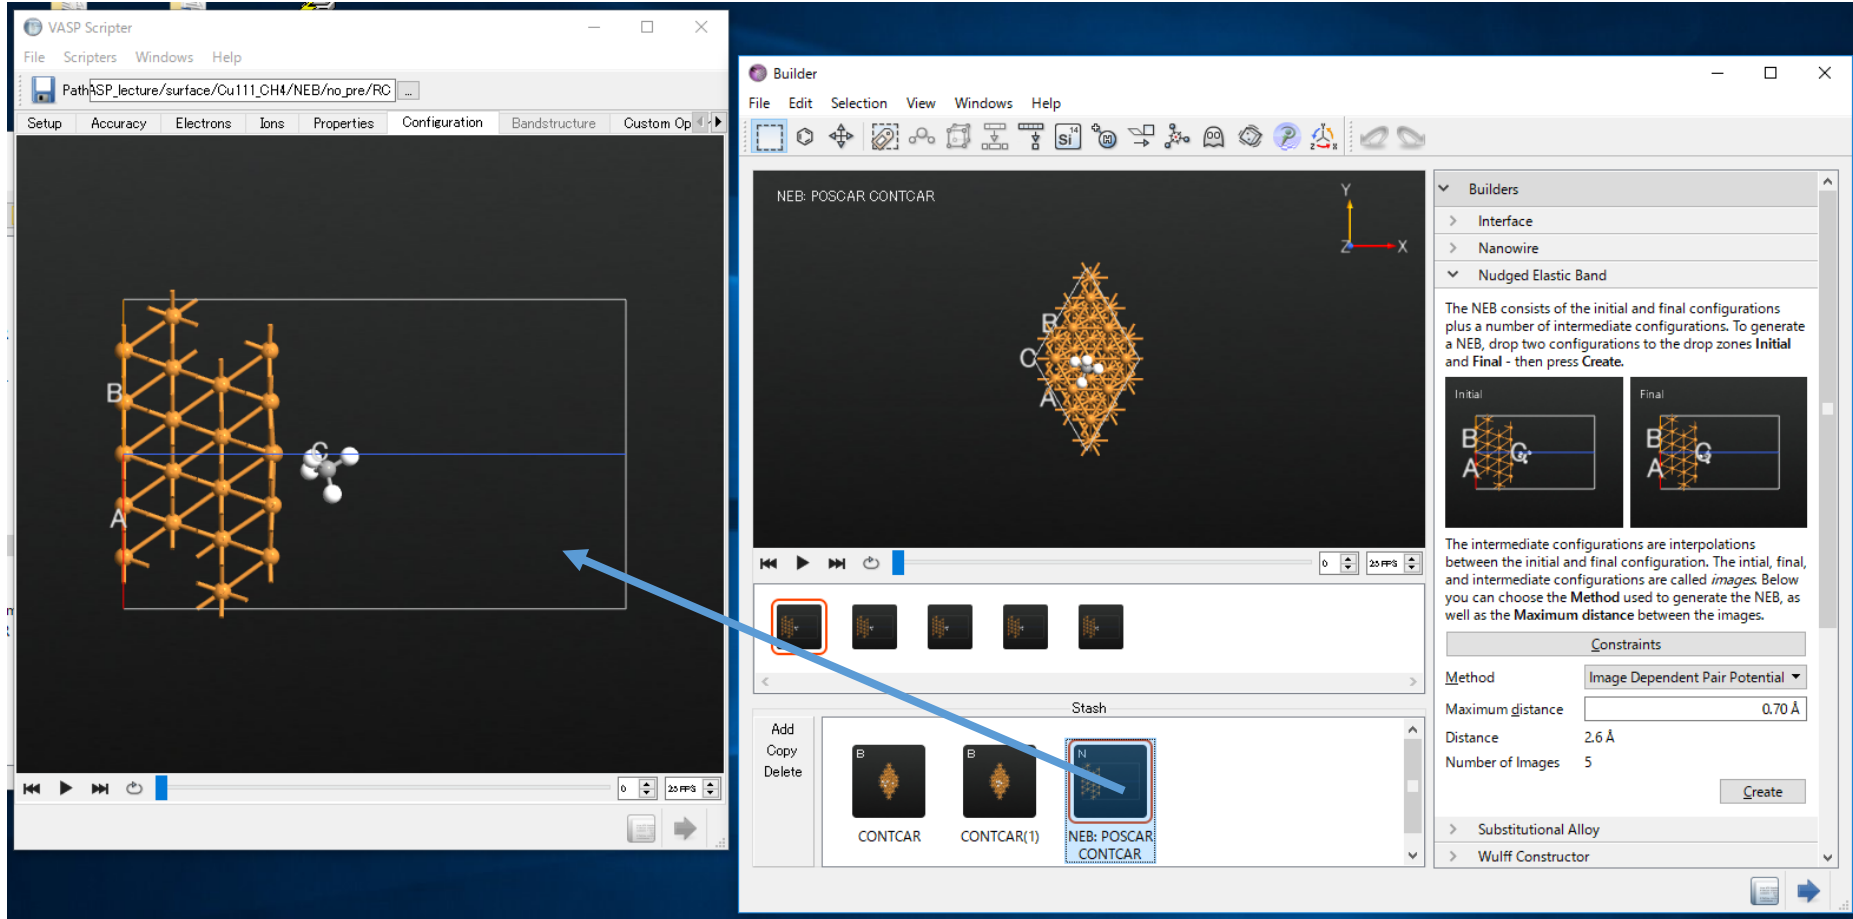 VASP Scripter
File Scripters Windows Help
Path ASP_lecture/surface/Cu111_CH4/NEB/no_pre/RC ...
Setup Accuracy Electrons Ions Properties Configuration Bandstructure Custom Op
B
C
A
0 25 FPS
Builder
File Edit Selection View Windows Help
Si 14
NEB: POSCAR CONTCAR
Y
Z X
B
C
A
0 25 FPS
Stash
Add
Copy
Delete
B
B
N
CONTCAR
CONTCAR(1)
NEB: POSCAR
CONTCAR
Builders
Interface
Nanowire
Nudged Elastic Band
The NEB consists of the initial and final configurations
plus a number of intermediate configurations. To generate
a NEB, drop two configurations to the drop zones Initial
and Final - then press Create.
Initial
B
C
A
Final
B
C
A
The intermediate configurations are interpolations
between the initial and final configuration. The intial, final,
and intermediate configurations are called images. Below
you can choose the Method used to generate the NEB, as
well as the Maximum distance between the images.
Constraints
Method Image Dependent Pair Potential
Maximum distance 0.70 Å
Distance 2.6 Å
Number of Images 5
Create
Substitutional Alloy
Wulff Constructor